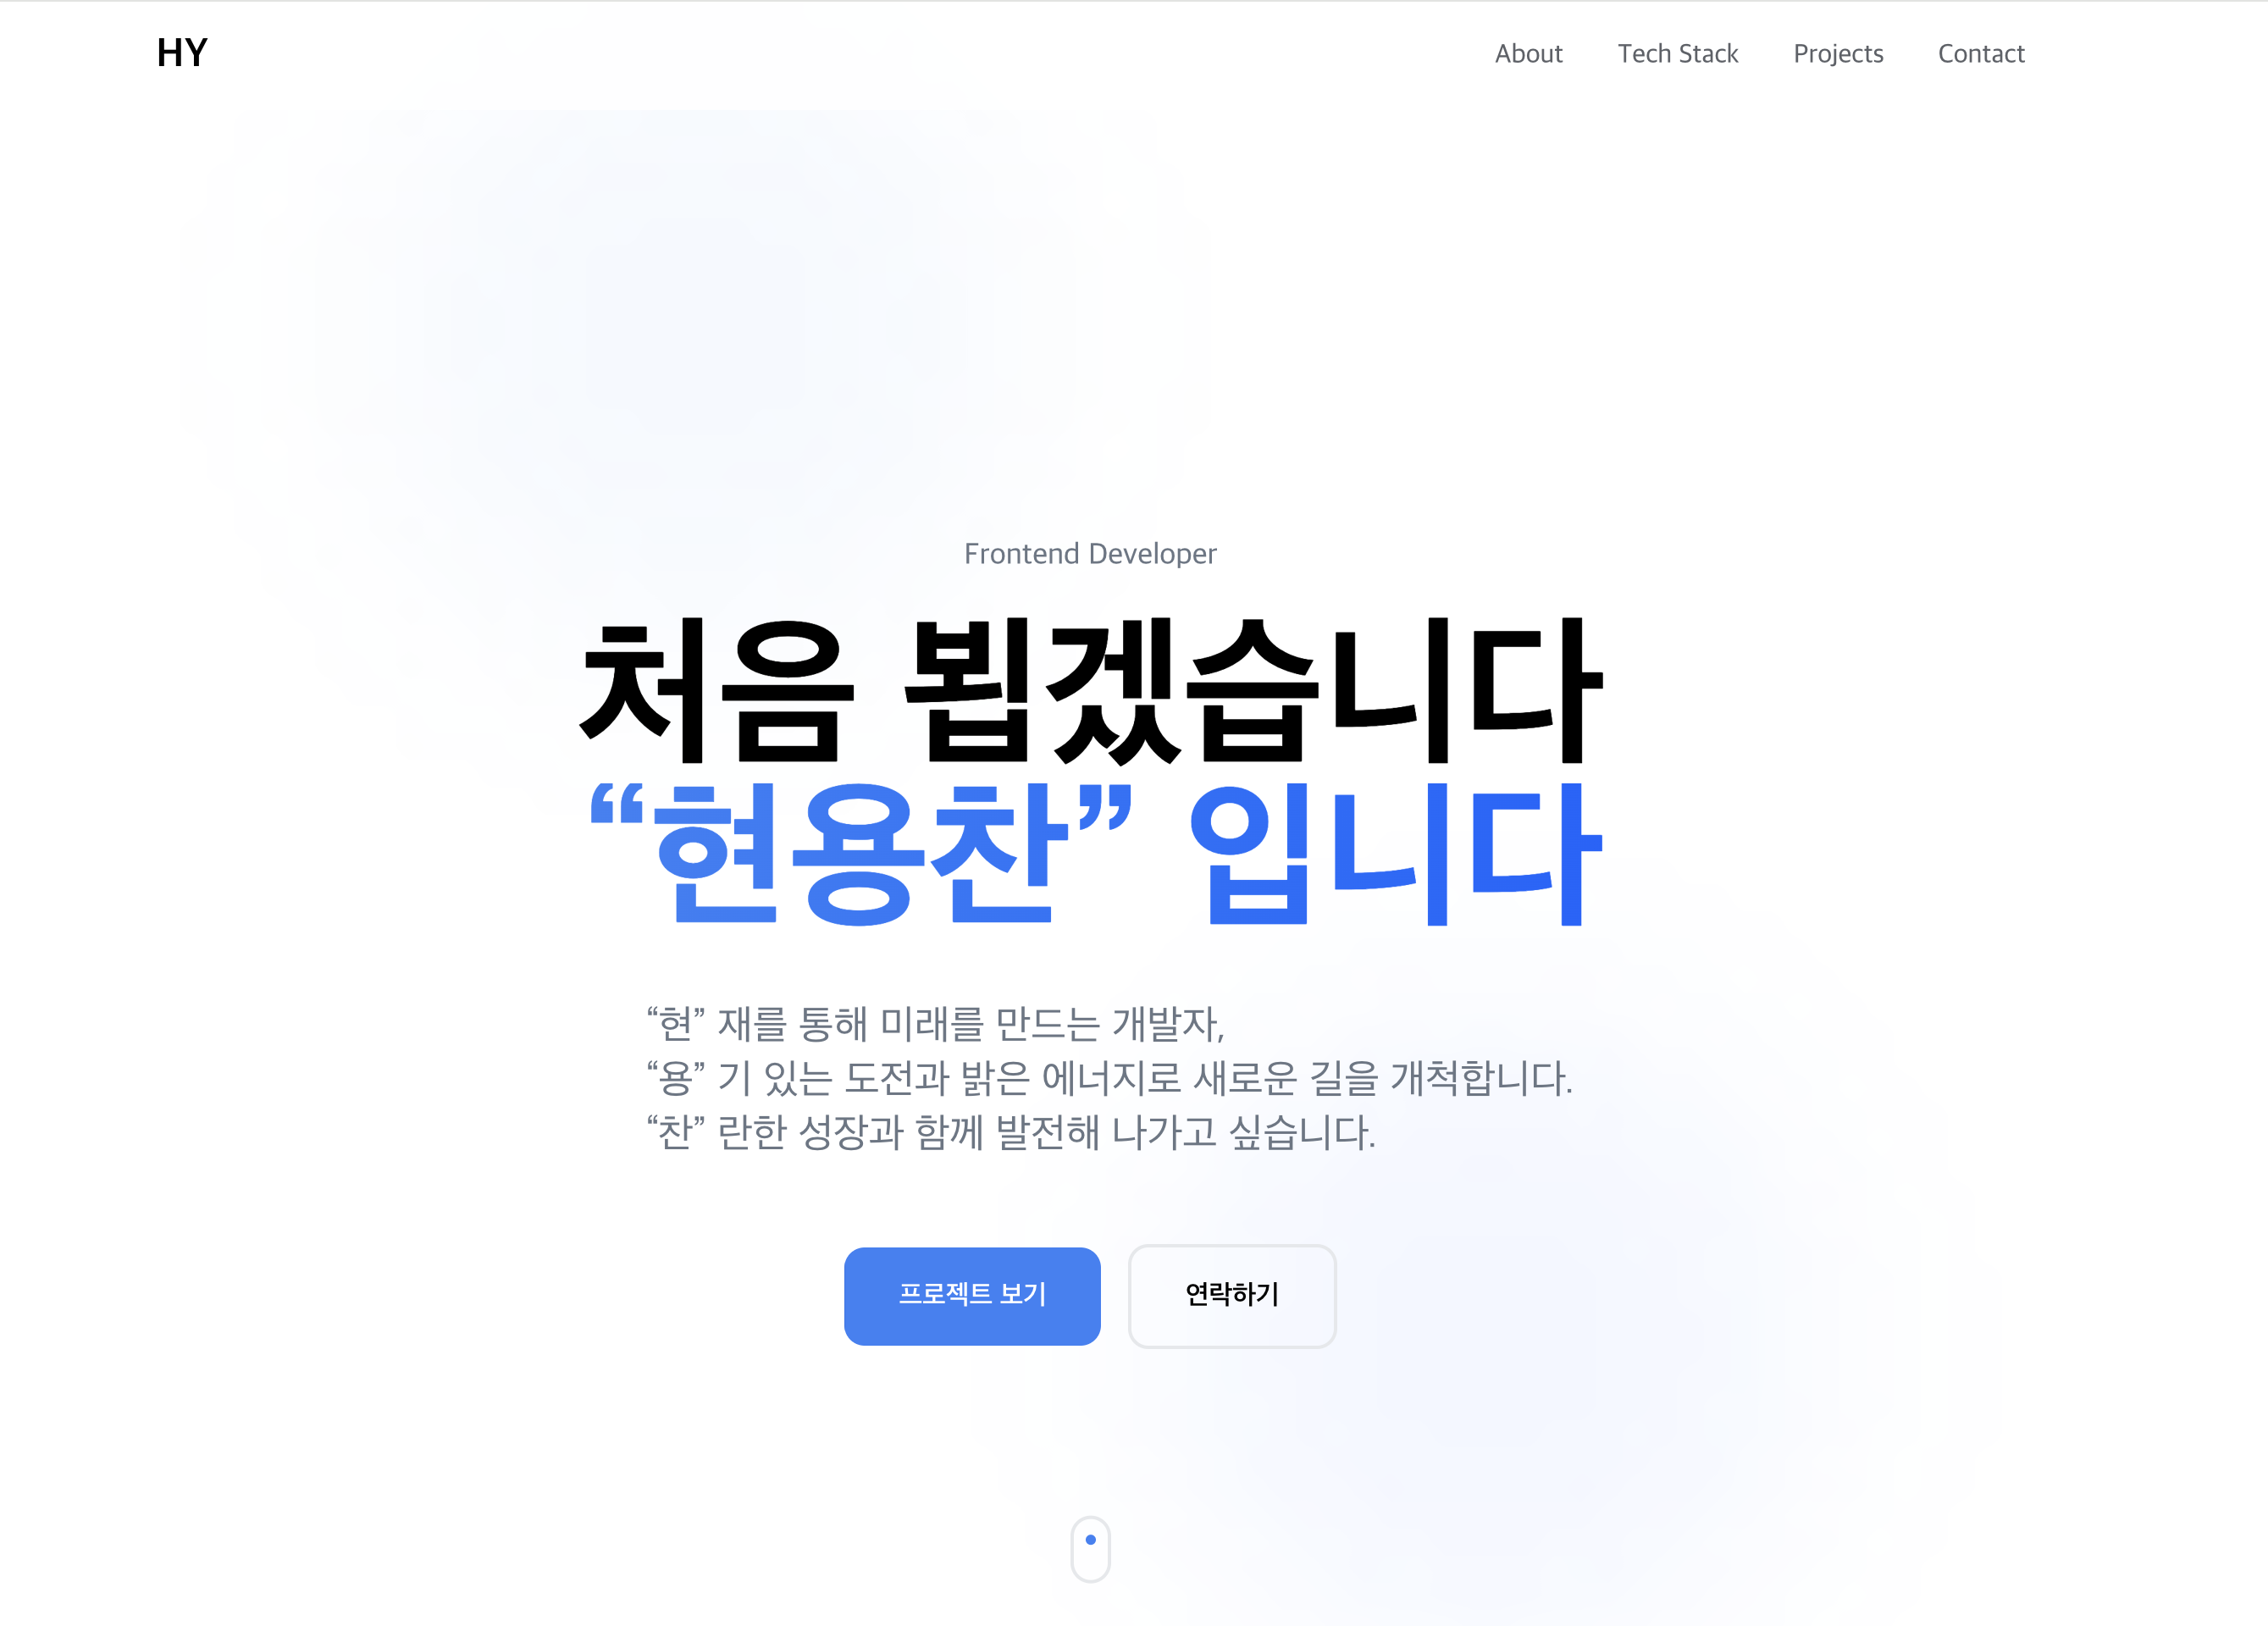 HY
About Tech Stack Projects Contact
Frontend Developer
처음 뵙겠습니다
“현용찬” 입니다
“현” 재를 통해 미래를 만드는 개발자,
“용” 기 있는 도전과 밝은 에너지로 새로운 길을 개척합니다.
“찬” 란한 성장과 함께 발전해 나가고 싶습니다.
프로젝트 보기 연락하기